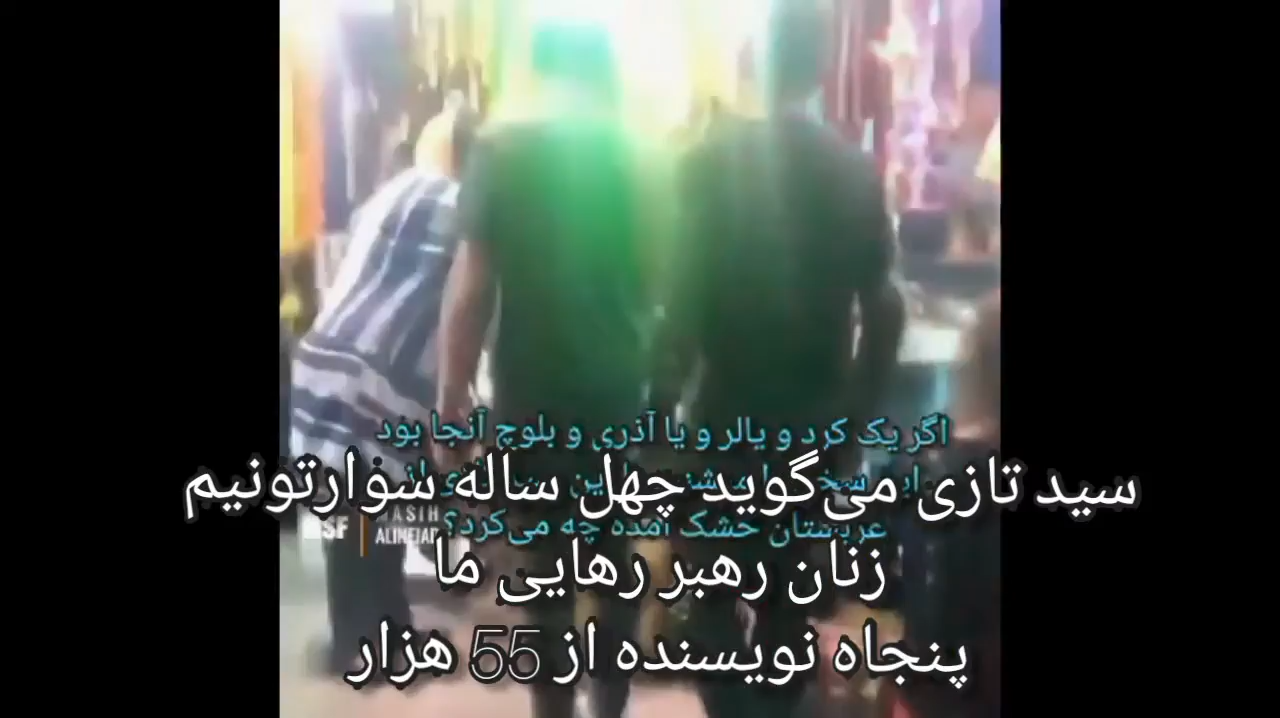 اگر یک کرد و یالر و یا آذری و بلوچ آنجا بود
سید تازی می‌گوید چهل ساله سوارتونیم
عربستان خشک آمده چه می‌کرد؟
MASIH
ALINEJAD
زنان رهبر رهایی ما
پنجاه نویسنده از 55 هزار